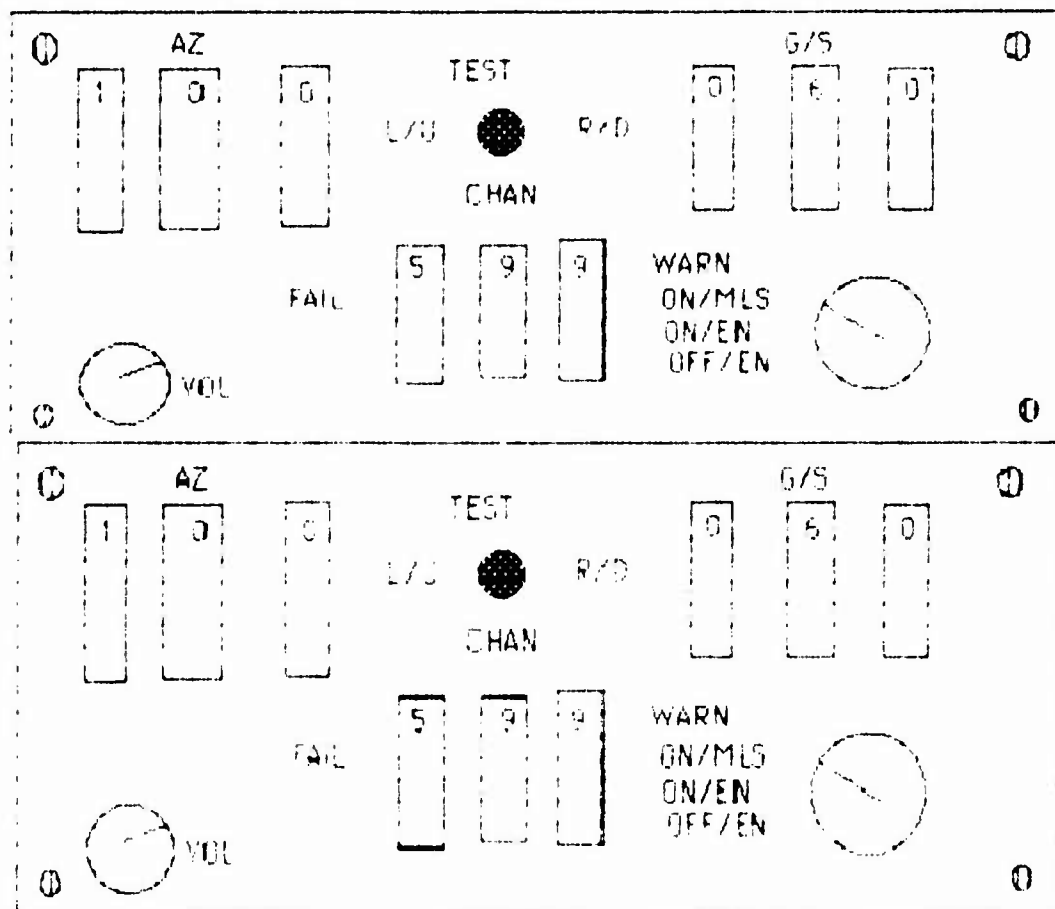 AZ G/S
1 0 0 TEST 0 6 0
L/U R/D
CHAN
5 9 9 WARN
FAIL ON/MLS
ON/EN
OFF/EN
VOL
AZ G/S
1 0 0 TEST 0 6 0
L/U R/D
CHAN
5 9 9 WARN
FAIL ON/MLS
ON/EN
OFF/EN
VOL